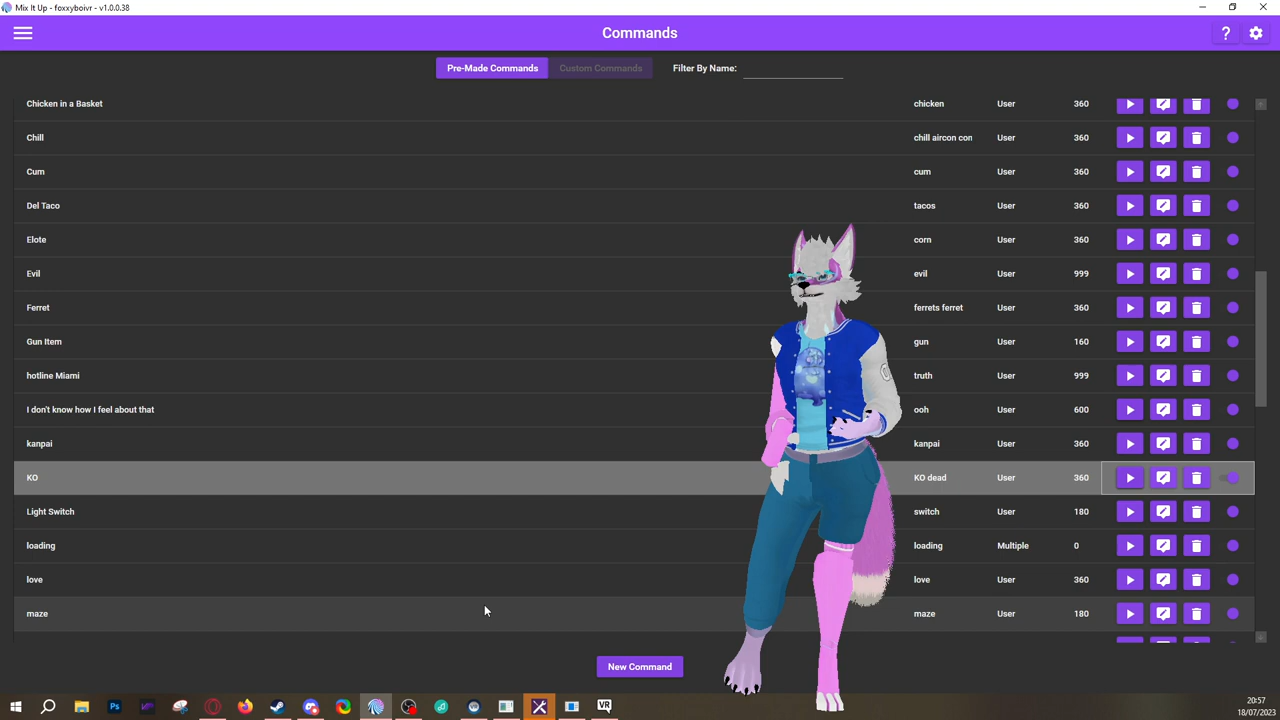 Mix It Up - foxxyboivr - v1.0.0.38
Commands
?
Pre-Made Commands Custom Commands Filter By Name:
Chicken in a Basket chicken User 360
Chill chill aircon con User 360
Cum cum User 360
Del Taco tacos User 360
Elote corn User 360
Evil evil User 999
Ferret ferrets ferret User 360
Gun Item gun User 160
hotline Miami truth User 999
I don't know how I feel about that ooh User 600
kanpai kanpai User 360
KO KO dead User 360
Light Switch switch User 180
loading loading Multiple 0
love love User 360
maze maze User 180
New Command
Ps VR 20:57
18/07/2023